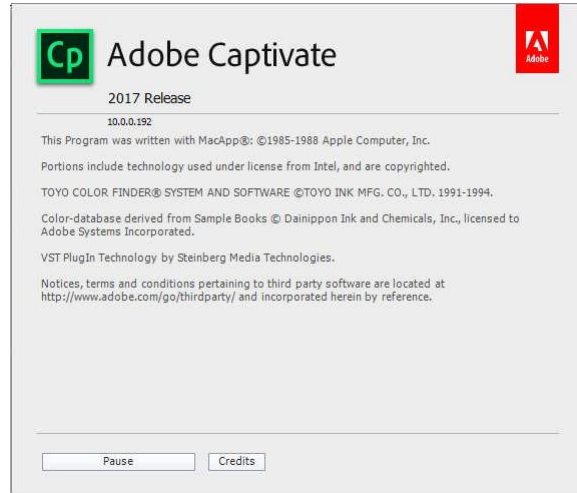 Cp Adobe Captivate
Adobe
2017 Release
10.0.0.192
This Program was written with MacApp®: ©1985-1988 Apple Computer, Inc.
Portions include technology used under license from Intel, and are copyrighted.
TOYO COLOR FINDER® SYSTEM AND SOFTWARE ©TOYO INK MFG. CO., LTD. 1991-1994.
Color-database derived from Sample Books © Dainippon Ink and Chemicals, Inc., licensed to
Adobe Systems Incorporated.
VST PlugIn Technology by Steinberg Media Technologies.
Notices, terms and conditions pertaining to third party software are located at
http://www.adobe.com/go/thirdparty/ and incorporated herein by reference.
Pause Credits